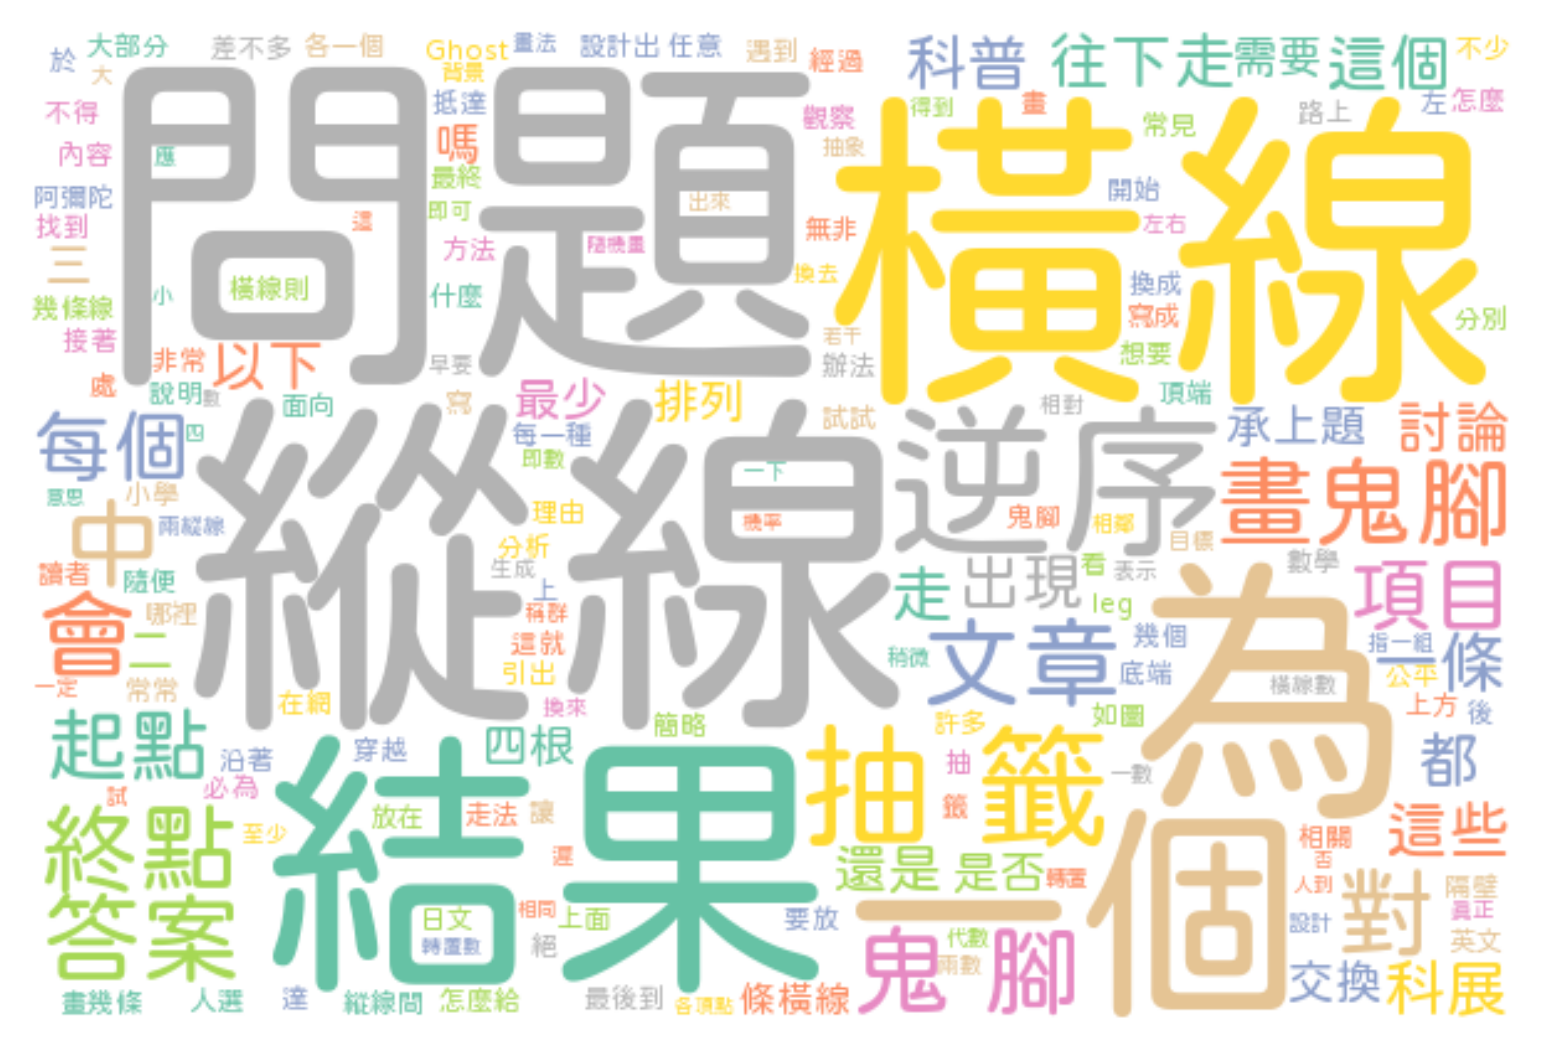 於 大部分 差不多 各一個 Ghost 畫法 設計出 任意 遇到 經過 科普 往下走 需要 這個 不少
大 背景
不得 抵達 觀察 得到 畫 常見 路上 左 怎麼
問題 橫線
內容 應 嗎 抽象
阿彌陀 最終 出來 開始
找到 這 即可 方法 隨機畫 無非 左右
三 橫線則 什麼 換去 換成
幾條線 小 若干 寫成 分別
接著 非常 以下 早要 辦法 想要
處 說明 數 面向 寫 最少 排列 試試 相對 頂端
每個 四 每一種 逆序 承上題 討論
縱線 即數 一下 畫鬼腳
意思 小學 理由 機率 鬼腳 相鄰
中 兩縱線 分析 目標
讀者 隨便 生成 上 走 出現 看 表示 數學 項目
會 二 哪裡 稱群 leg 為
這就 稍微 文章 幾個 指一組 一條
一定 常常 引出 底端 橫線數 公平
在網 換來 簡略 許多 如圖 上方 後
起點 沿著 穿越 四根 抽 籤 一數 都
必為 結果 抽籤
試 放在 走法 讓 籤 這些
終點 至少 遲 還是 是否 轉置 相關 否
人到 對 隔壁
答案 日文 相同 上面 要放 一個 設計 真正
轉置數 絕 鬼腳 代數 兩數 英文
交換 科展
畫幾條 人選 達 縱線間 怎麼給 最後到 各頂點 條橫線